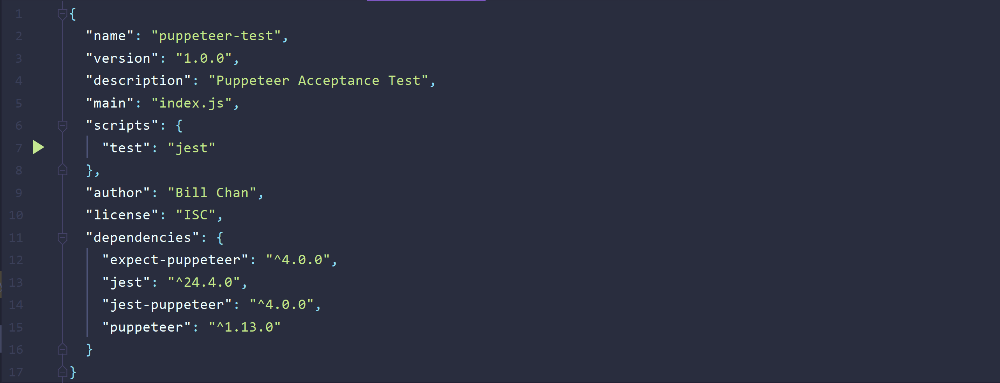 1 {
2 "name": "puppeteer-test",
3 "version": "1.0.0",
4 "description": "Puppeteer Acceptance Test",
5 "main": "index.js",
6 "scripts": {
7 "test": "jest"
8 },
9 "author": "Bill Chan",
10 "license": "ISC",
11 "dependencies": {
12 "expect-puppeteer": "^4.0.0",
13 "jest": "^24.4.0",
14 "jest-puppeteer": "^4.0.0",
15 "puppeteer": "^1.13.0"
16 }
17 }